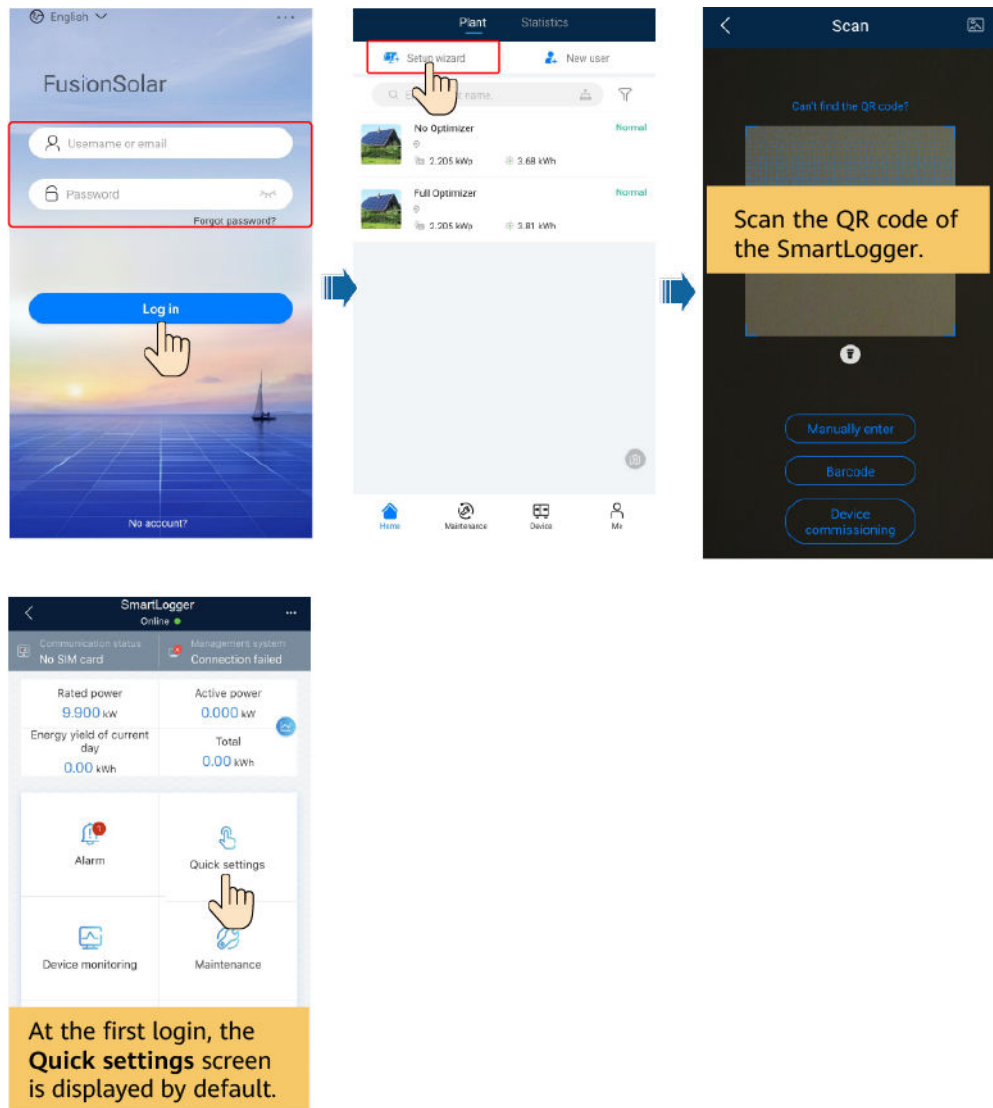 English
...
FusionSolar
Username or email
Password
Forgot password?
Log in
No account?
Plant Statistics
Setup wizard New user
name.
No Optimizer Normal
2.205 kWp 3.68 kWh
Full Optimizer Normal
2.205 kWp 3.81 kWh
Home Maintenance Device Me
Scan
Can't find the QR code?
Scan the QR code of
the SmartLogger.
Manually enter
Barcode
Device
commissioning
SmartLogger
...
Online
Communication status
No SIM card
Management system
Connection failed
Rated power
9.900 kW
Active power
0.000 kW
Energy yield of current
day
0.00 kWh
Total
0.00 kWh
1
Alarm
Quick settings
Device monitoring
Maintenance
At the first login, the
Quick settings screen
is displayed by default.